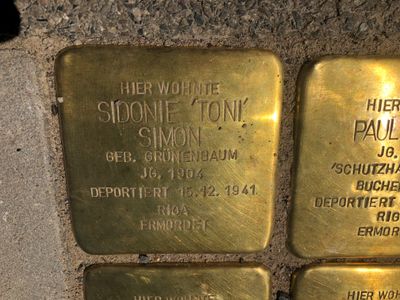 HIER WOHNTE
SIDONIE 'TONI'
SIMON
GEB. GRÜNENBAUM
JG. 1904
DEPORTIERT 15.12.1941
RIGA
ERMORDET
HIER
PAUL
JG.
'SCHUTZHA
BUCHE
DEPORTIERT
RIG
ERMOR
HIER WOHNTE
HIER WOH